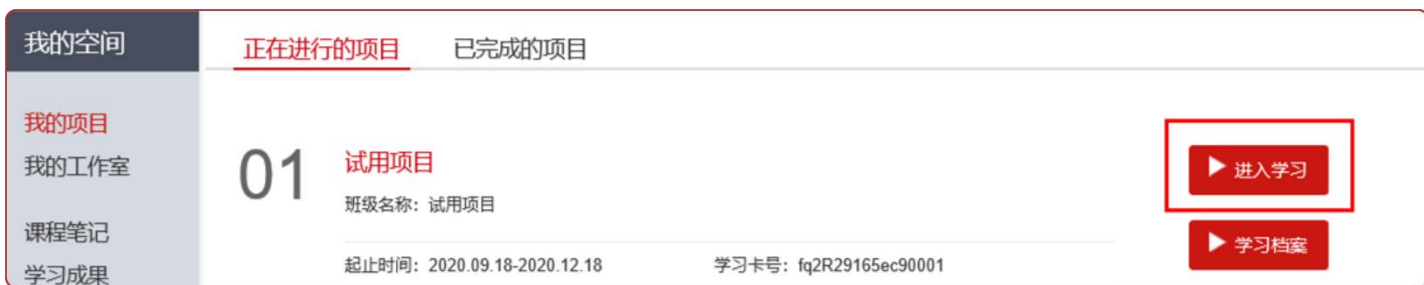 我的空间
正在进行的项目 已完成的项目
我的项目
我的工作室
课程笔记
学习成果
01
试用项目
班级名称：试用项目
起止时间：2020.09.18-2020.12.18 学习卡号：fq2R29165ec90001
进入学习
学习档案